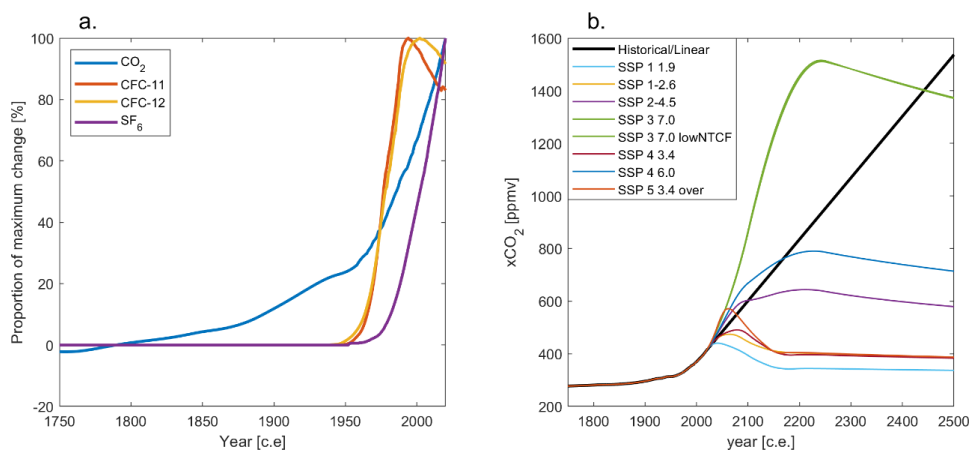 a.
Proportion of maximum change [%]
100
80
60
40
20
0
-20
CO2
CFC-11
CFC-12
SF6
1750
1800
1850
1900
1950
2000
Year [c.e]
b.
xCO2 [ppmv]
1600
1400
1200
1000
800
600
400
200
Historical/Linear
SSP 1 1.9
SSP 1-2.6
SSP 2-4.5
SSP 3 7.0
SSP 3 7.0 lowNTCF
SSP 4 3.4
SSP 4 6.0
SSP 5 3.4 over
1800
1900
2000
2100
2200
2300
2400
2500
year [c.e.]